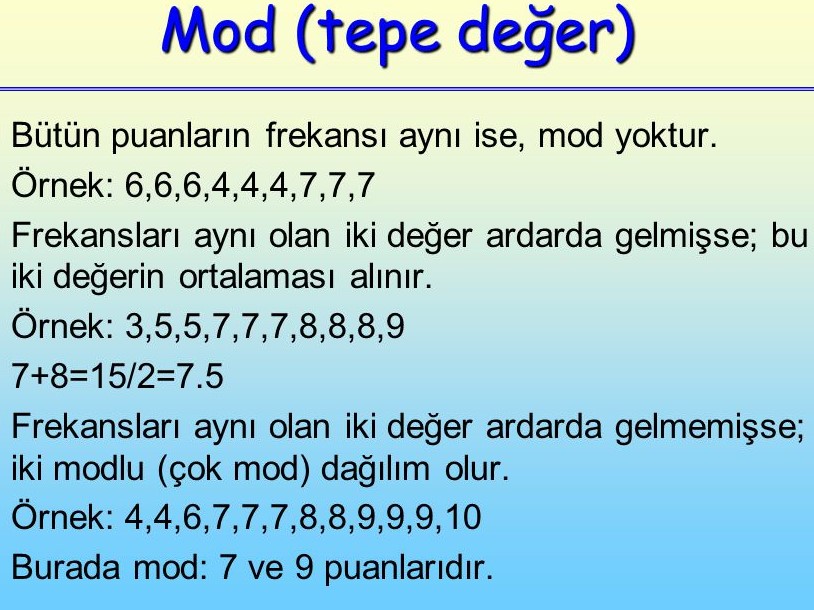 Mod (tepe değer)
Bütün puanların frekansı aynı ise, mod yoktur.
Örnek: 6,6,6,4,4,4,7,7,7
Frekansları aynı olan iki değer ardarda gelmişse; bu
iki değerin ortalaması alınır.
Örnek: 3,5,5,7,7,7,8,8,8,9
7+8=15/2=7.5
Frekansları aynı olan iki değer ardarda gelmemişse;
iki modlu (çok mod) dağılım olur.
Örnek: 4,4,6,7,7,7,8,8,9,9,9,10
Burada mod: 7 ve 9 puanlarıdır.